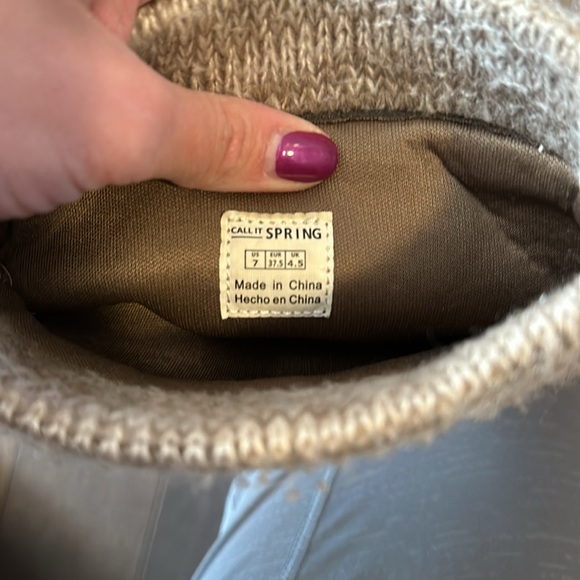 CALL IT SPRING
US EUR UK
7 37.5 4.5
Made in China
Hecho en China